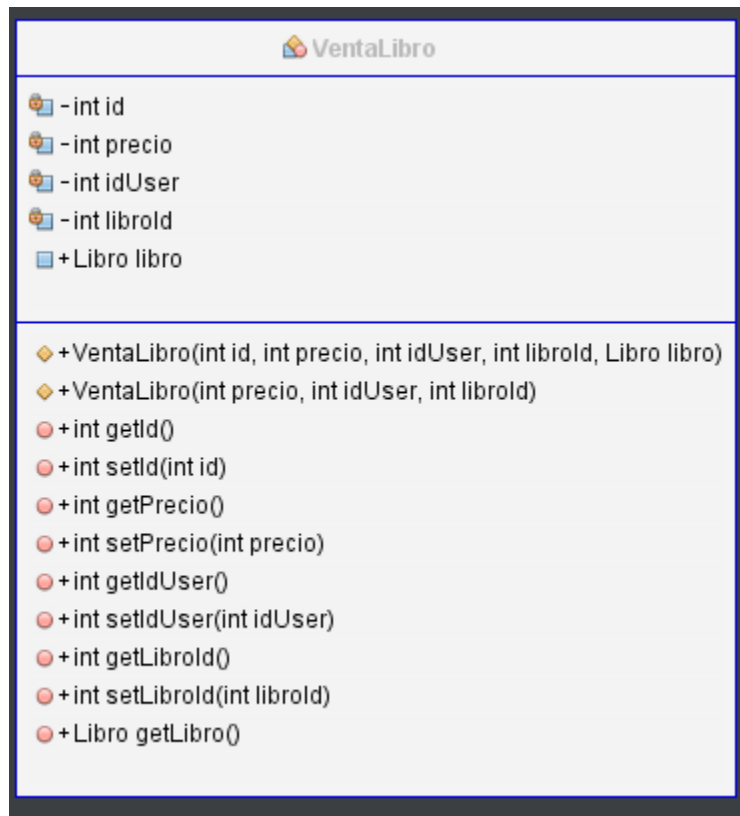 VentaLibro
-int id
-int precio
-int idUser
-int libroId
+Libro libro
+VentaLibro(int id, int precio, int idUser, int libroId, Libro libro)
+VentaLibro(int precio, int idUser, int libroId)
+int getId()
+int setId(int id)
+int getPrecio()
+int setPrecio(int precio)
+int getIdUser()
+int setIdUser(int idUser)
+int getLibroId()
+int setLibroId(int libroId)
+Libro getLibro()